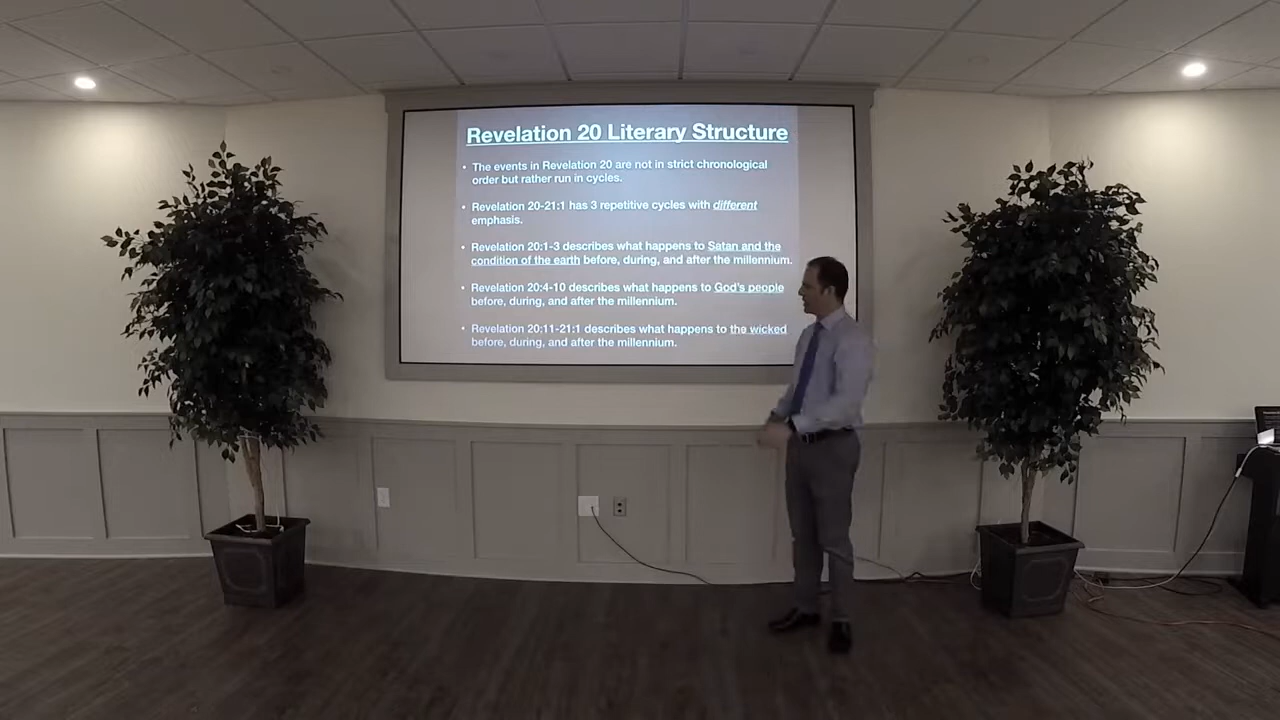 Revelation 20 Literary Structure
• The events in Revelation 20 are not in strict chronological
order but rather run in cycles.
• Revelation 20-21:1 has 3 repetitive cycles with different
emphasis.
• Revelation 20:1-3 describes what happens to Satan and the
condition of the earth before, during, and after the millennium.
• Revelation 20:4-10 describes what happens to God's people
before, during, and after the millennium.
• Revelation 20:11-21:1 describes what happens to the wicked
before, during, and after the millennium.